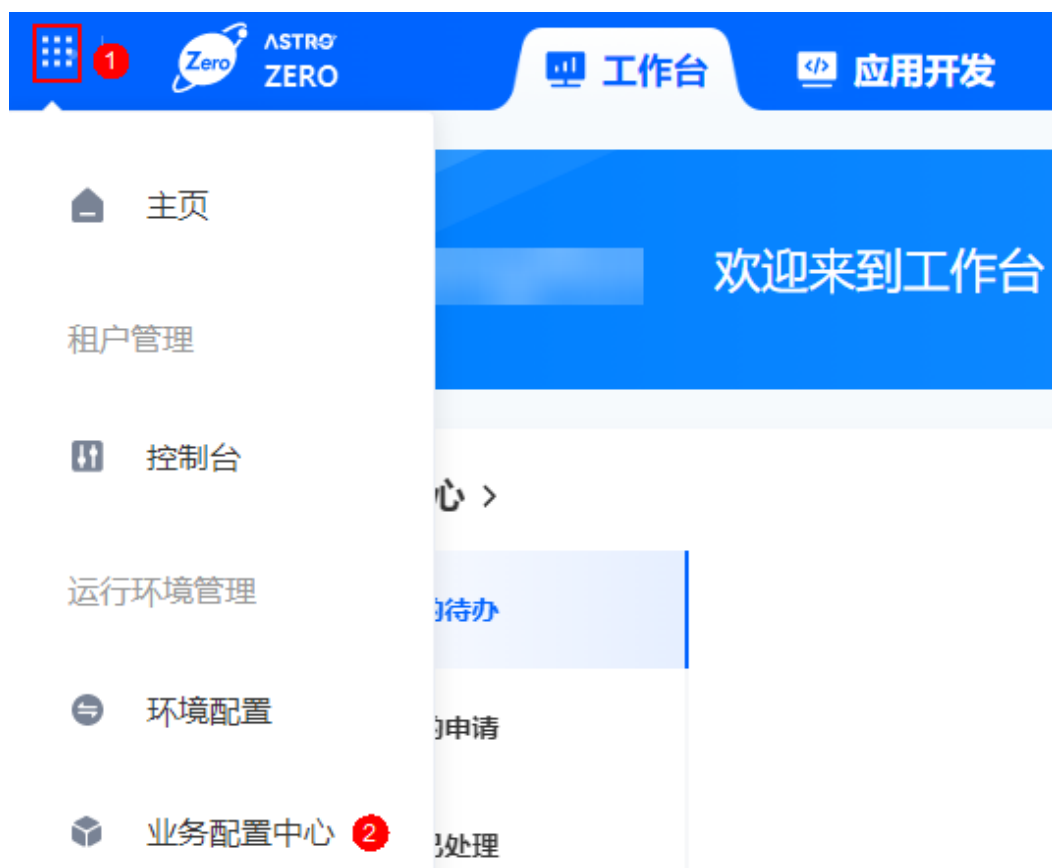 1
Zero
ASTRO
ZERO
工作台
应用开发
主页
欢迎来到工作台
租户管理
控制台
心 >
运行环境管理
待办
环境配置
申请
业务配置中心 2
处理